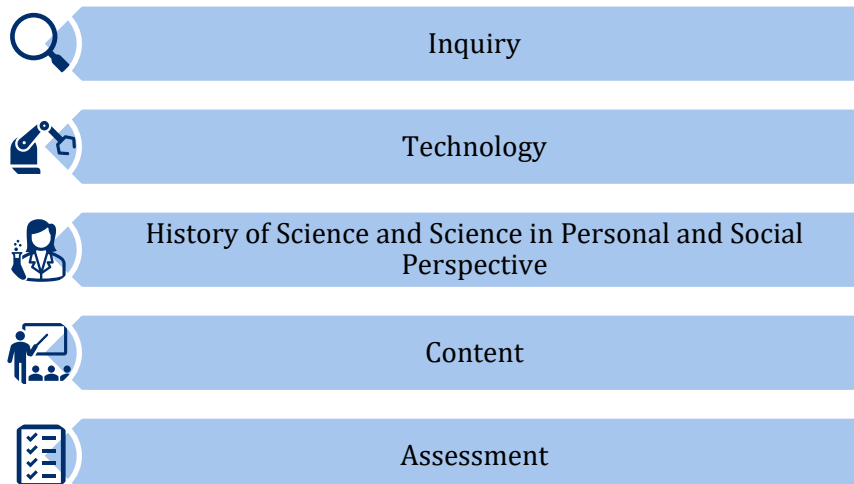 Inquiry
Technology
History of Science and Science in Personal and Social
Perspective
Content
Assessment